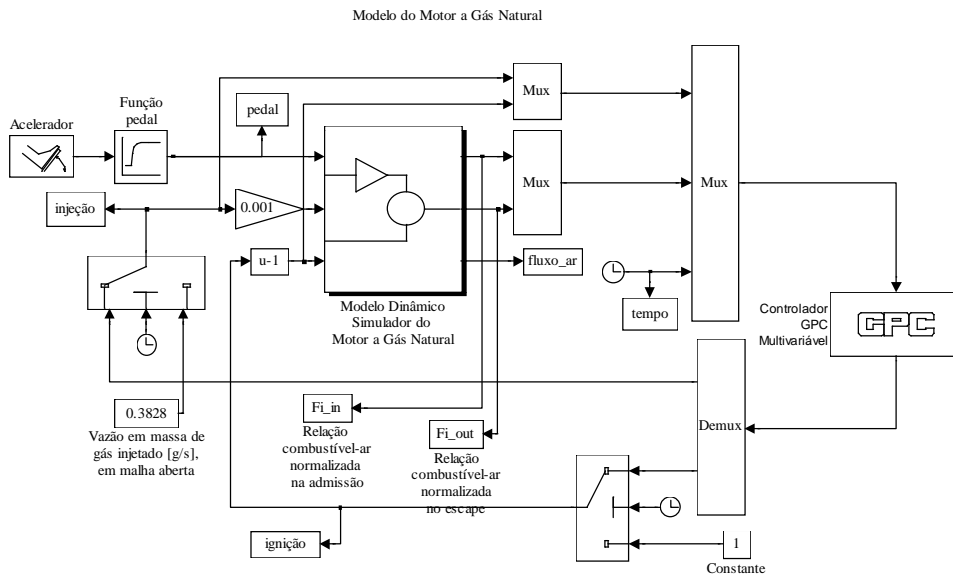 Modelo do Motor a Gás Natural
Mux
Função
pedal
pedal
Acelerador
Mux
Mux
injeção
0.001
u-1
fluxo_ar
Modelo Dinâmico
Simulador do
Motor a Gás Natural
tempo
Controlador
GPC
Multivariável
GPC
0.3828
Vazão em massa de
gás injetado [g/s],
em malha aberta
Fi_in
Relação
combustível-ar
normalizada
na admissão
Fi_out
Relação
combustível-ar
normalizada
no escape
Demux
ignição
1
Constante